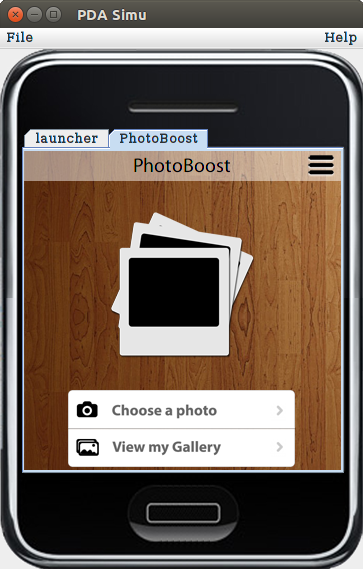 PDA Simu
File Help
launcher PhotoBoost
PhotoBoost
Choose a photo
View my Gallery